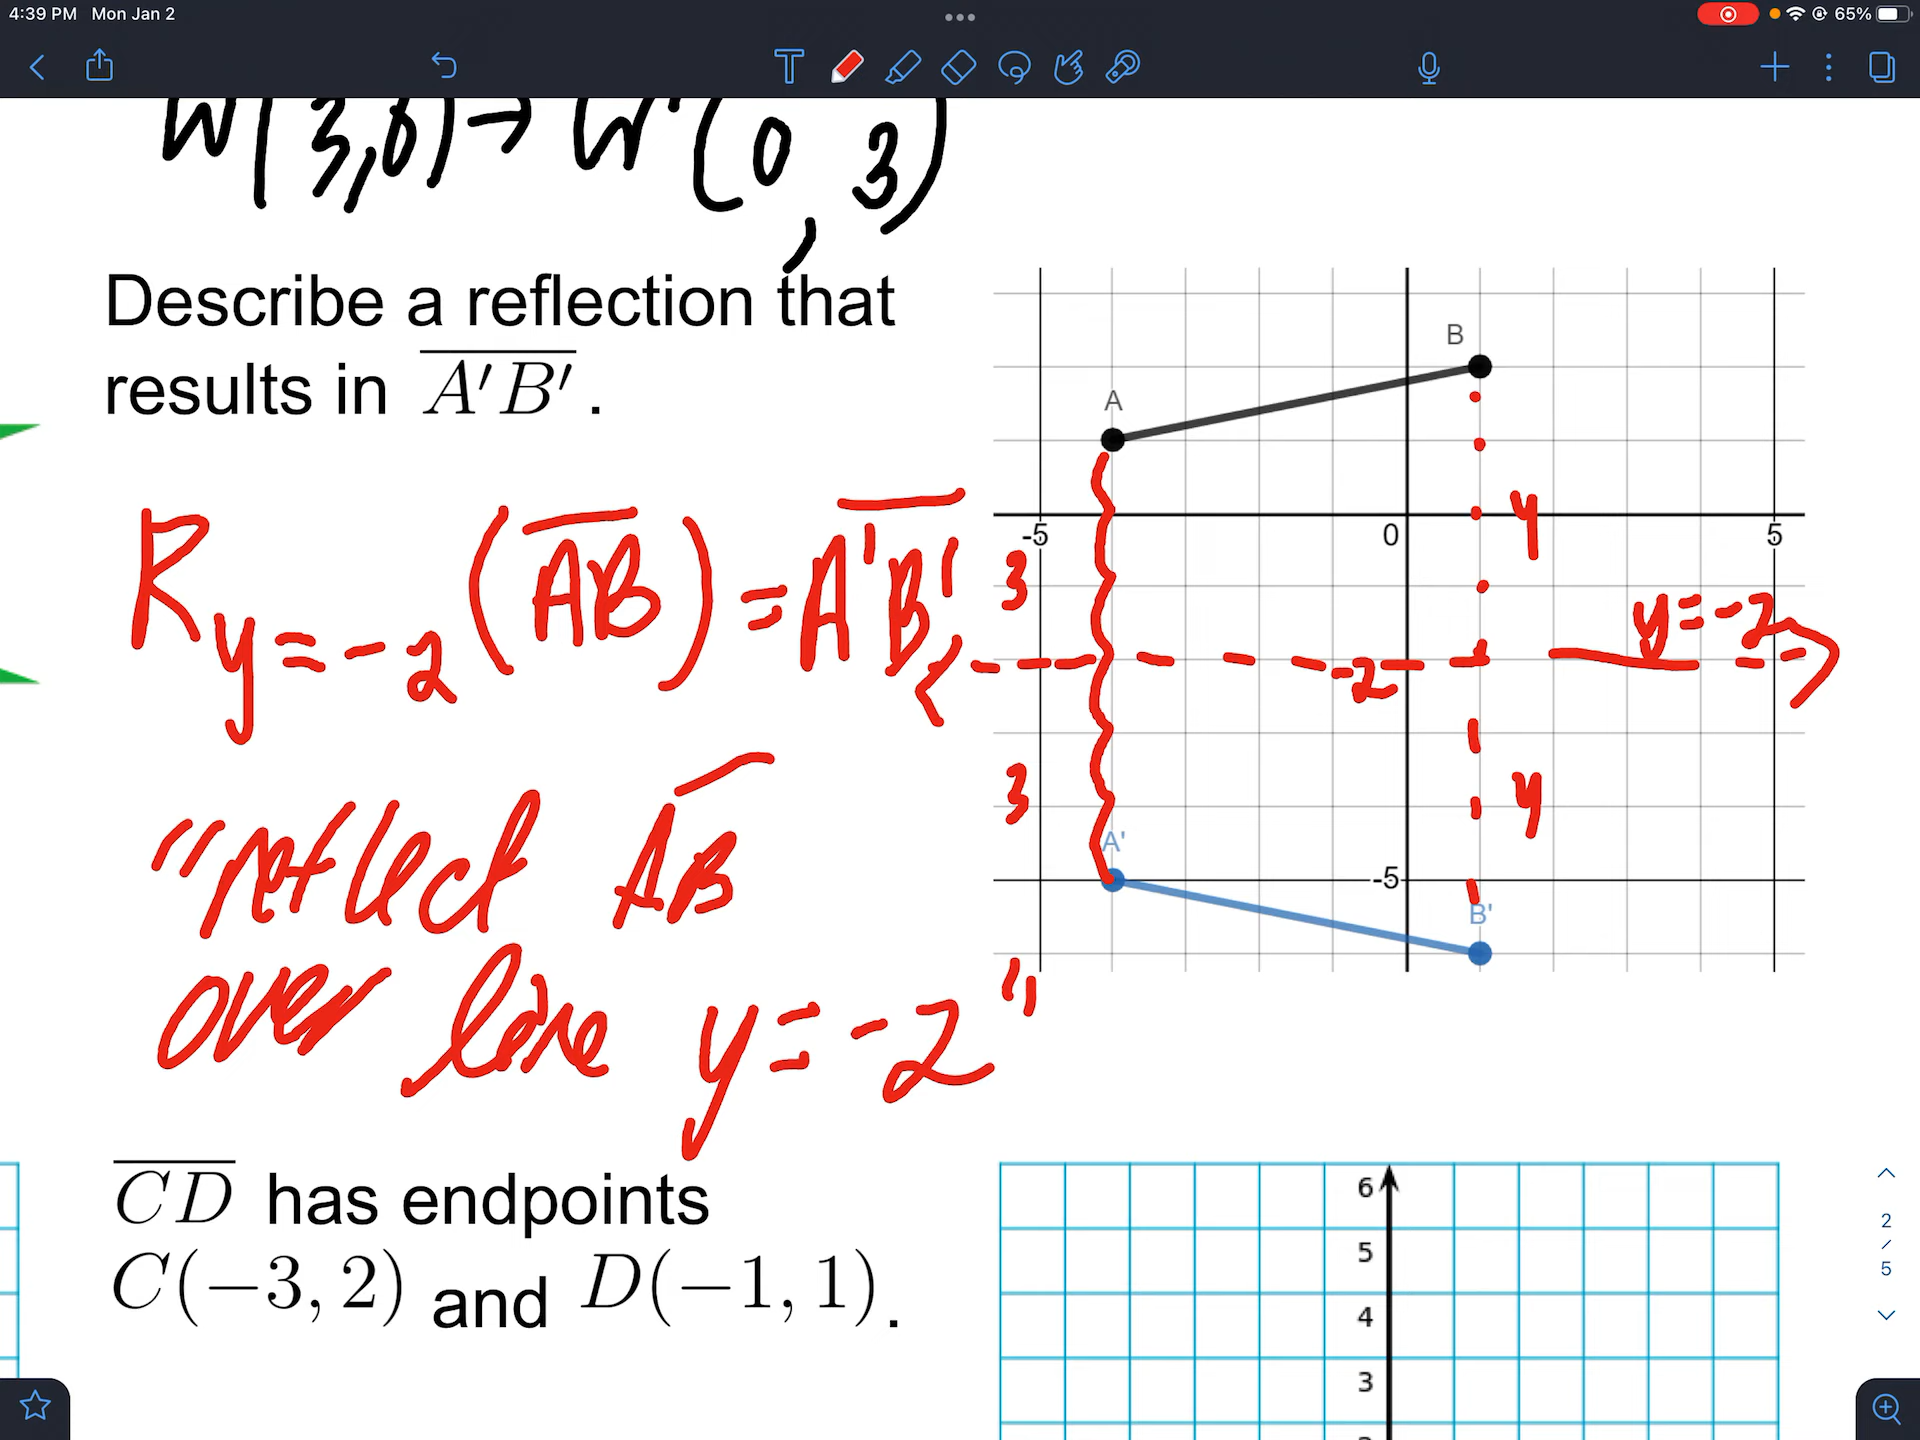 4:39 PM Mon Jan 2
65%
W(3,6) → W'(0, 3)
Describe a reflection that
results in A'B'.
R y=-2 (AB) = A'B'
"reflect AB
over line y=-2"
B
A
-5 0 5
3
4
y=-2
-2
3
4
A'
-5
B'
CD has endpoints
C(−3, 2) and D(−1, 1).
6
5
4
3
2
/
5